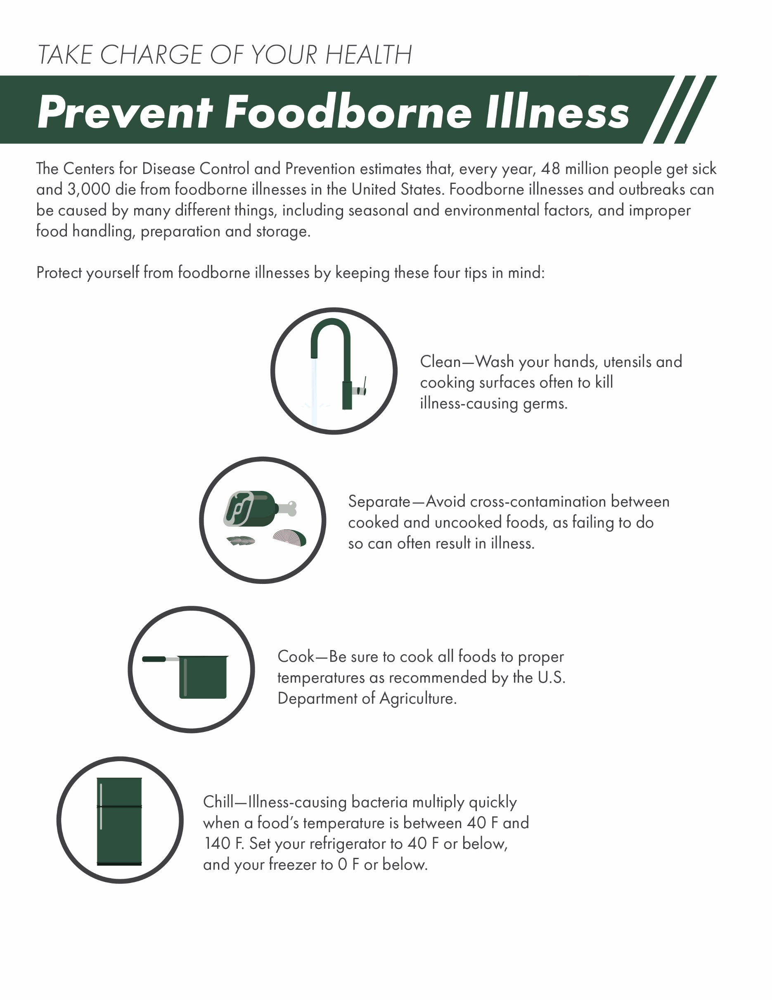 TAKE CHARGE OF YOUR HEALTH
Prevent Foodborne Illness
The Centers for Disease Control and Prevention estimates that, every year, 48 million people get sick
and 3,000 die from foodborne illnesses in the United States. Foodborne illnesses and outbreaks can
be caused by many different things, including seasonal and environmental factors, and improper
food handling, preparation and storage.
Protect yourself from foodborne illnesses by keeping these four tips in mind:
Clean—Wash your hands, utensils and
cooking surfaces often to kill
illness-causing germs.
Separate—Avoid cross-contamination between
cooked and uncooked foods, as failing to do
so can often result in illness.
Cook—Be sure to cook all foods to proper
temperatures as recommended by the U.S.
Department of Agriculture.
Chill—Illness-causing bacteria multiply quickly
when a food’s temperature is between 40 F and
140 F. Set your refrigerator to 40 F or below,
and your freezer to 0 F or below.